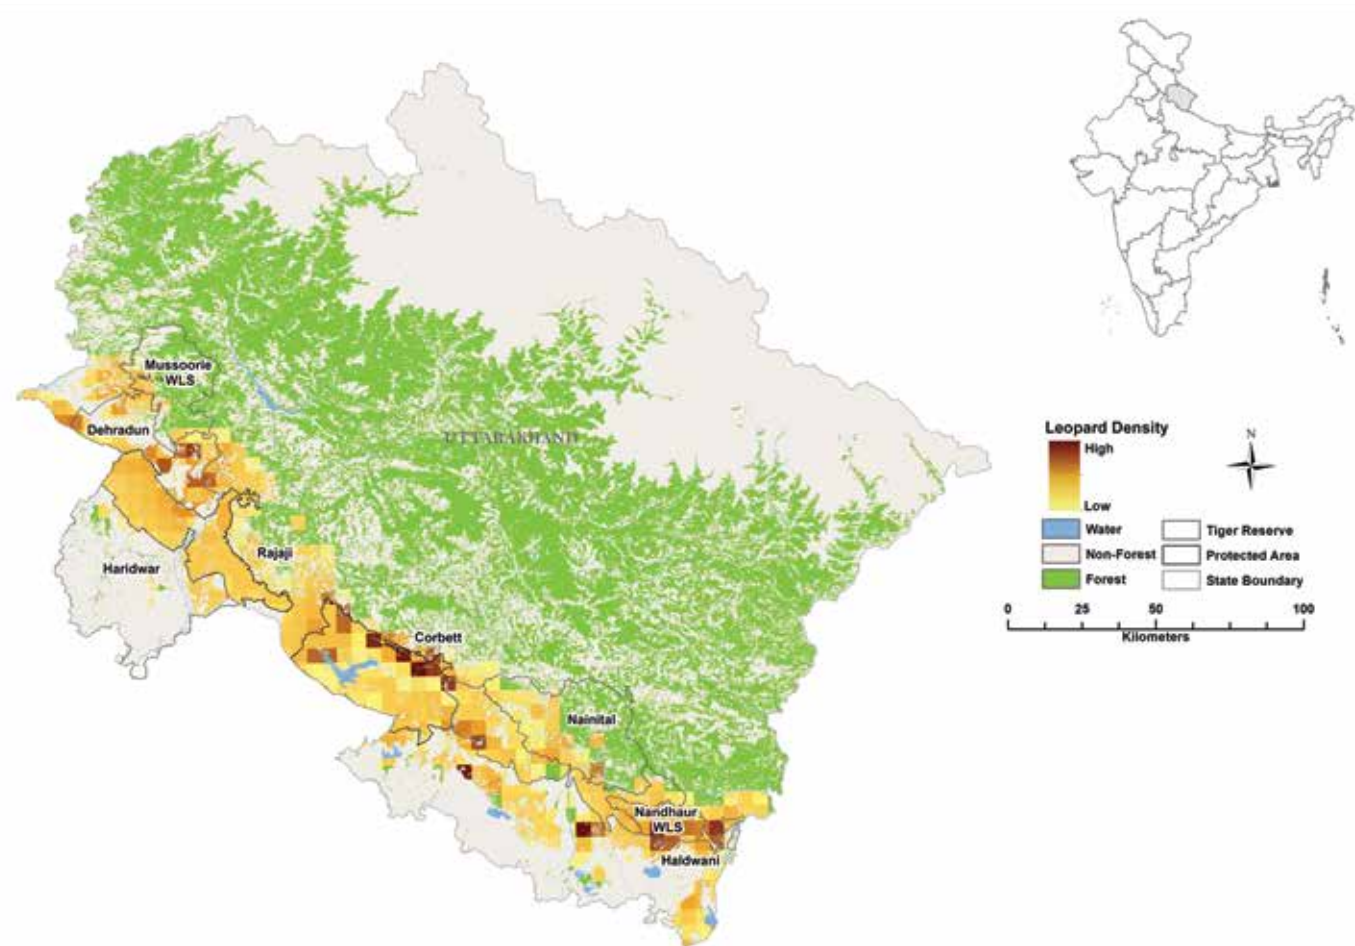 Mussoorie
WLS
Dehradun
UTTARAKHAND
Rajaji
Haridwar
Corbett
Nainital
Nandhaur
WLS
Haldwani
Leopard Density
High
Low
N
Water
Non-Forest
Forest
Tiger Reserve
Protected Area
State Boundary
0 25 50 100
Kilometers